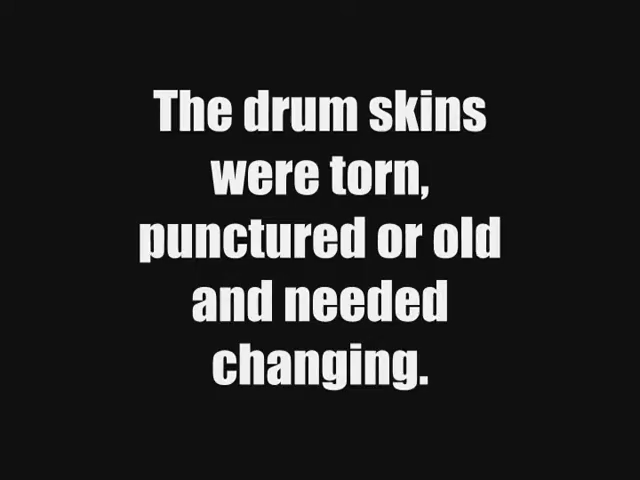 The drum skins
were torn,
punctured or old
and needed
changing.